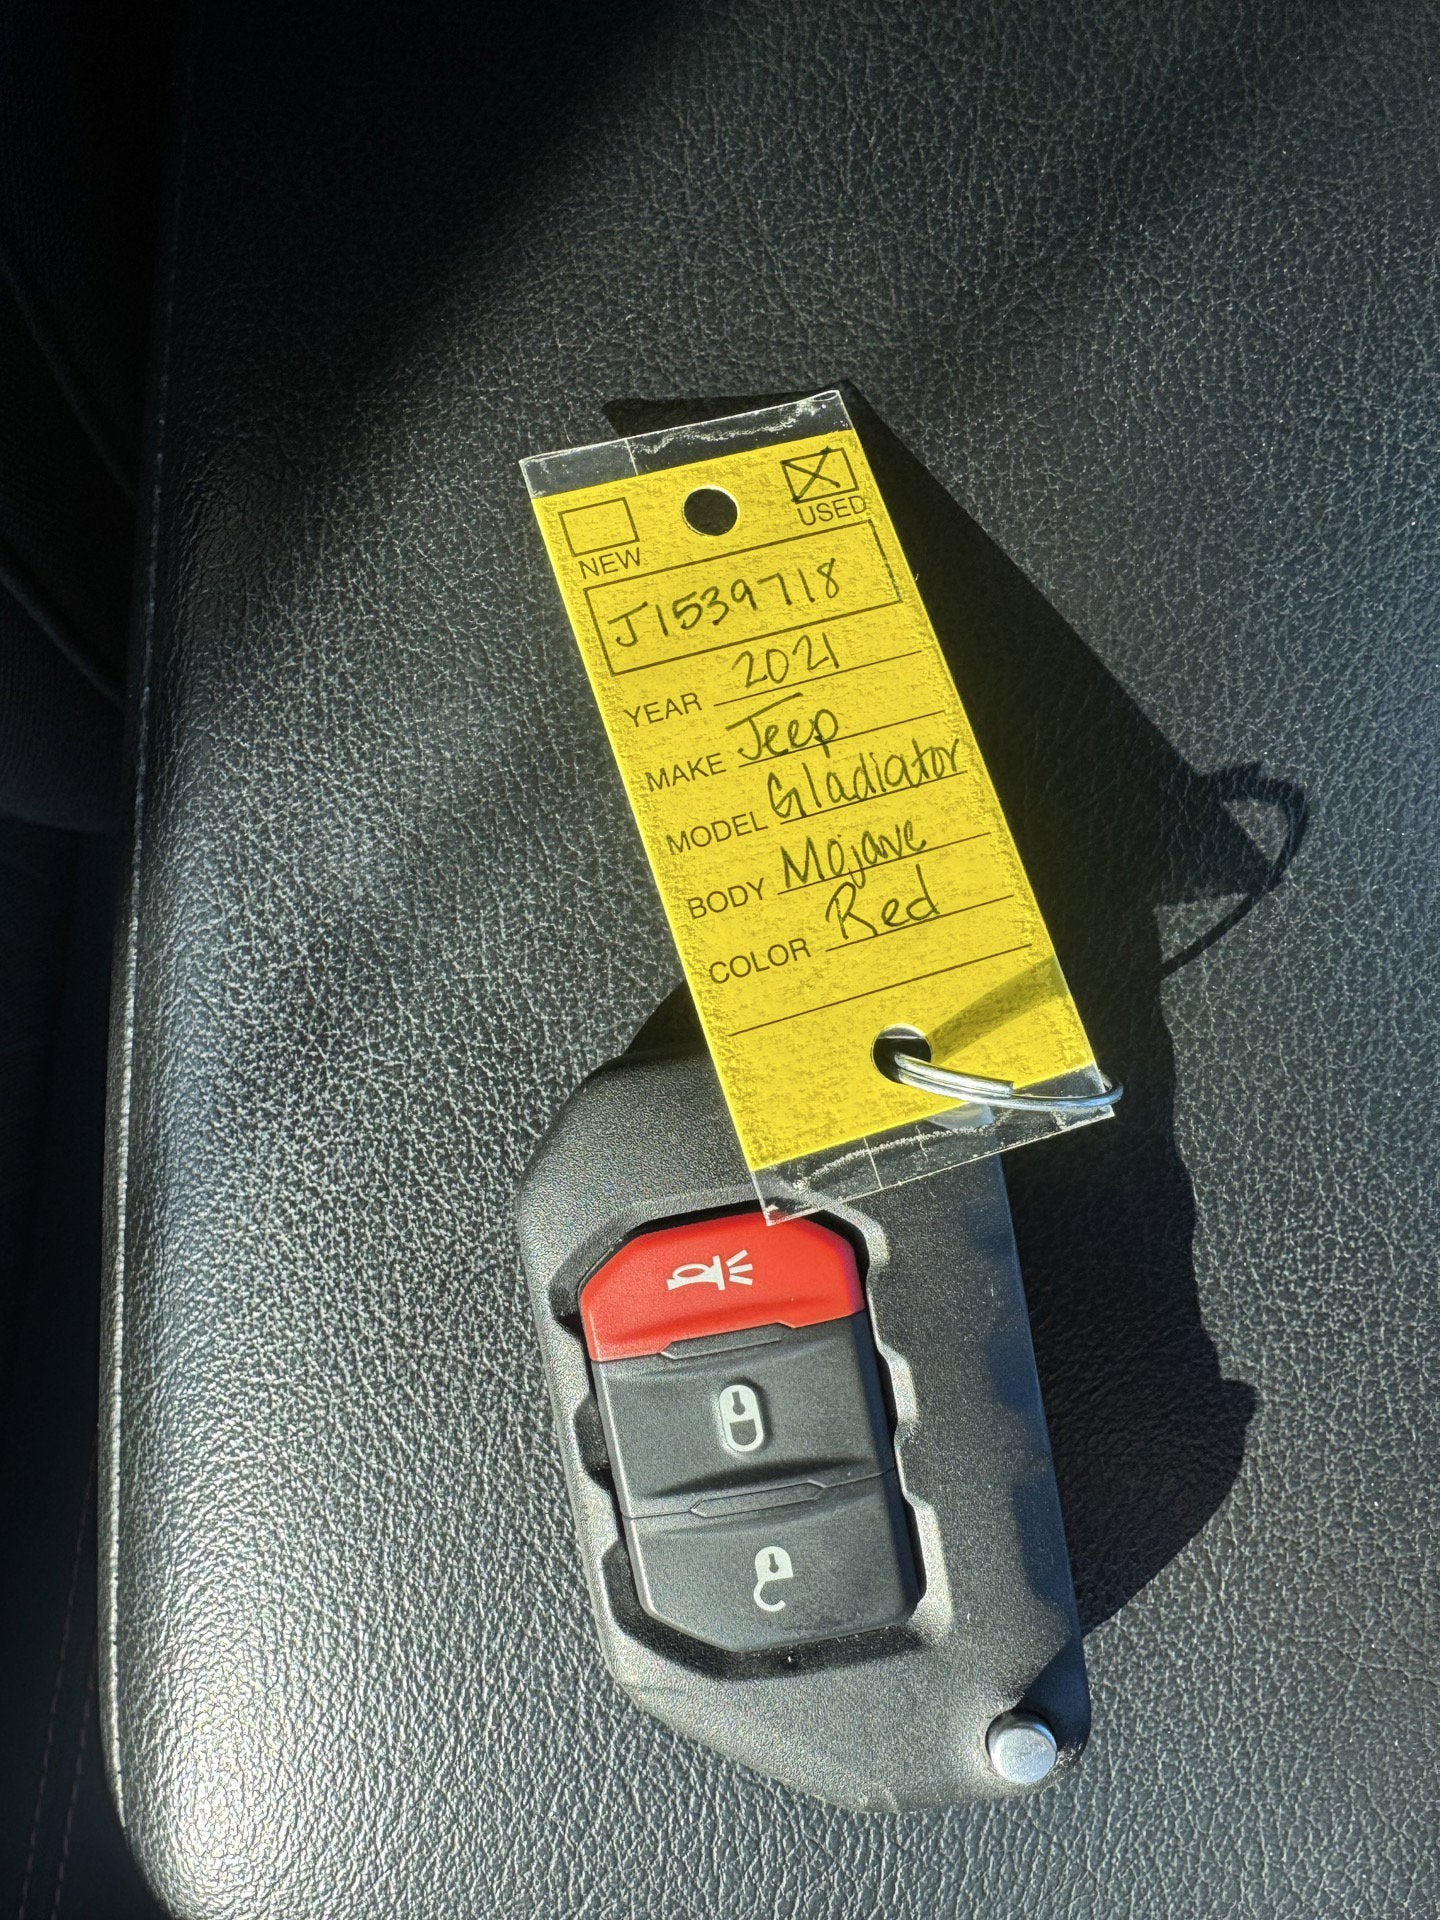 NEW USED
J1539718
YEAR 2021
MAKE Jeep
MODEL Gladiator
BODY Mojave
COLOR Red